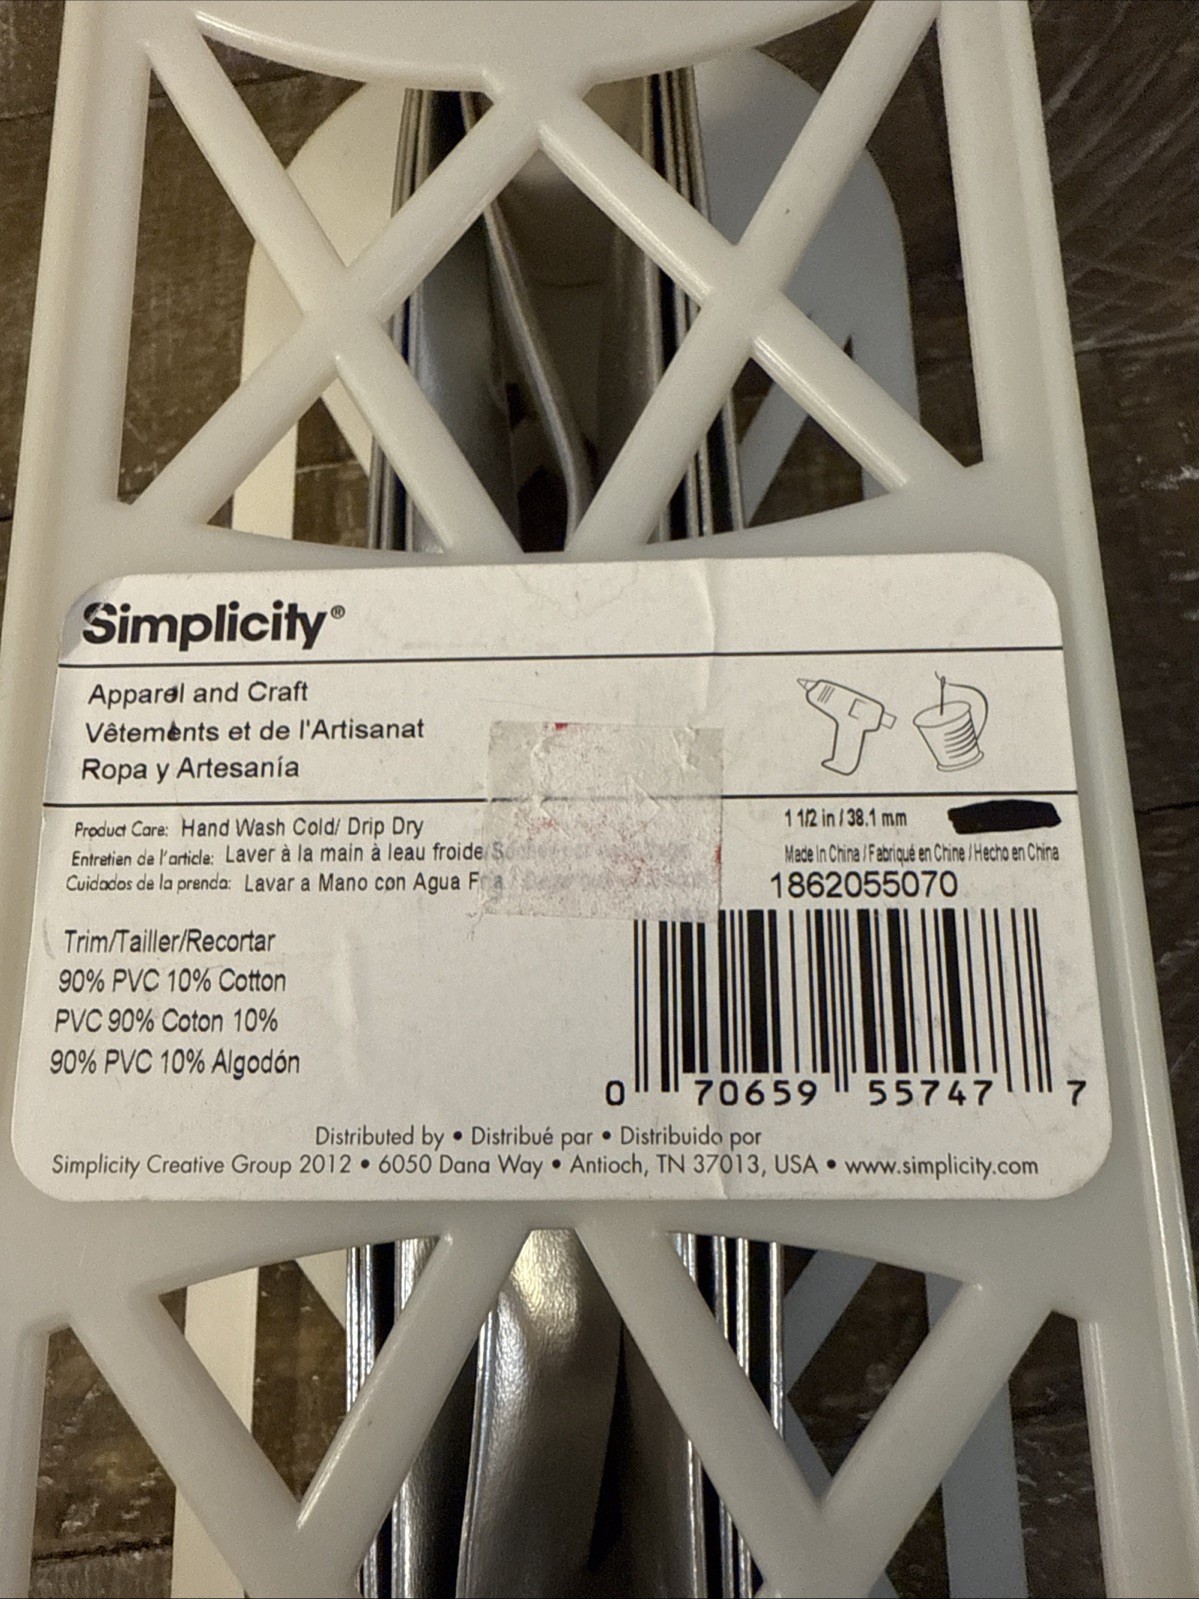 Simplicity®
Apparel and Craft
Vêtements et de l'Artisanat
Ropa y Artesanía
Product Care: Hand Wash Cold/ Drip Dry
Entretien de l'article: Laver à la main à leau froide/
Cuidados de la prenda: Lavar a Mano con Agua Fria /
1 1/2 in / 38.1 mm
Made In China / Fabriqué en Chine / Hecho en China
1862055070
Trim/Tailler/Recortar
90% PVC 10% Cotton
PVC 90% Coton 10%
90% PVC 10% Algodón
0 70659 55747 7
Distributed by • Distribué par • Distribuido por
Simplicity Creative Group 2012 • 6050 Dana Way • Antioch, TN 37013, USA • www.simplicity.com